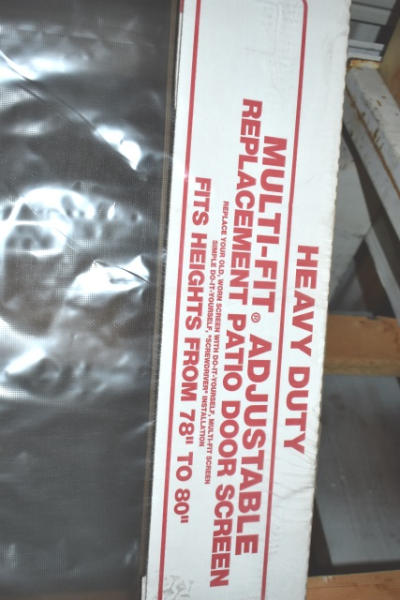 HEAVY DUTY
MULTI-FIT® ADJUSTABLE
REPLACEMENT PATIO DOOR SCREEN
REPLACE YOUR OLD, WORN SCREEN WITH DO-IT-YOURSELF, MULTI-FIT SCREEN
SIMPLE DO-IT-YOURSELF, "SCREWDRIVER" INSTALLATION
FITS HEIGHTS FROM 78" TO 80"